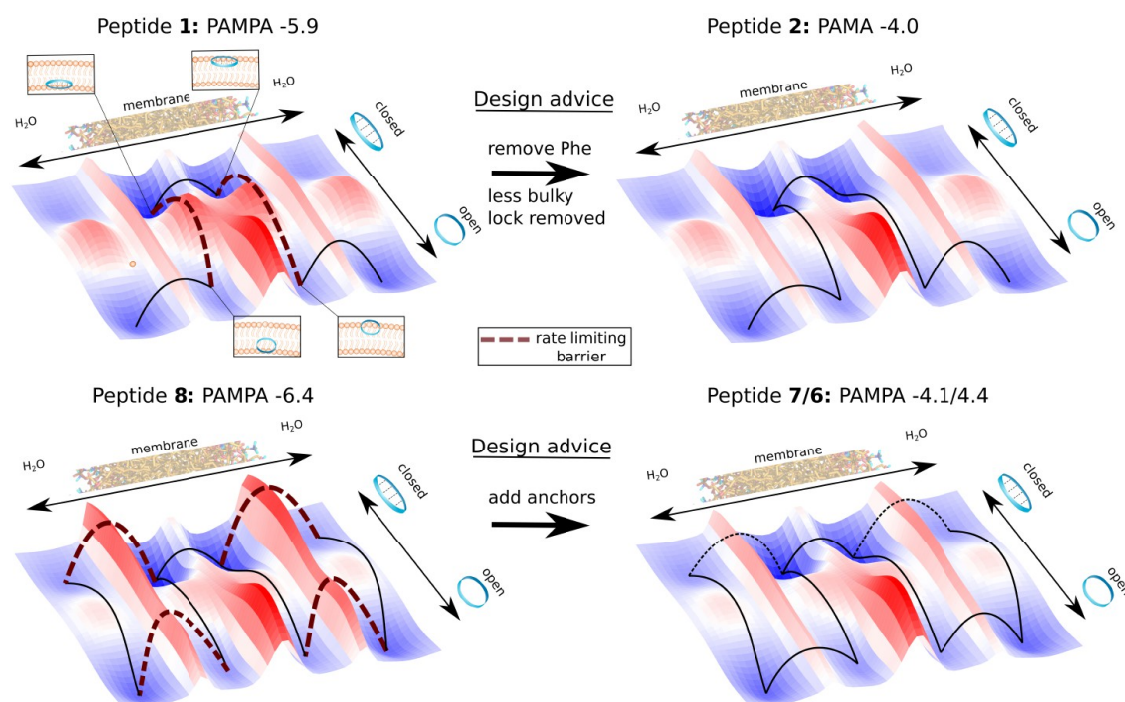 Peptide 1: PAMPA -5.9
Peptide 2: PAMA -4.0
H₂O
membrane
H₂O
closed
open
Design advice
remove Phe
less bulky
lock removed
H₂O
membrane
H₂O
closed
open
rate limiting
barrier
Peptide 8: PAMPA -6.4
Peptide 7/6: PAMPA -4.1/4.4
H₂O
membrane
H₂O
closed
open
Design advice
add anchors
H₂O
membrane
H₂O
closed
open